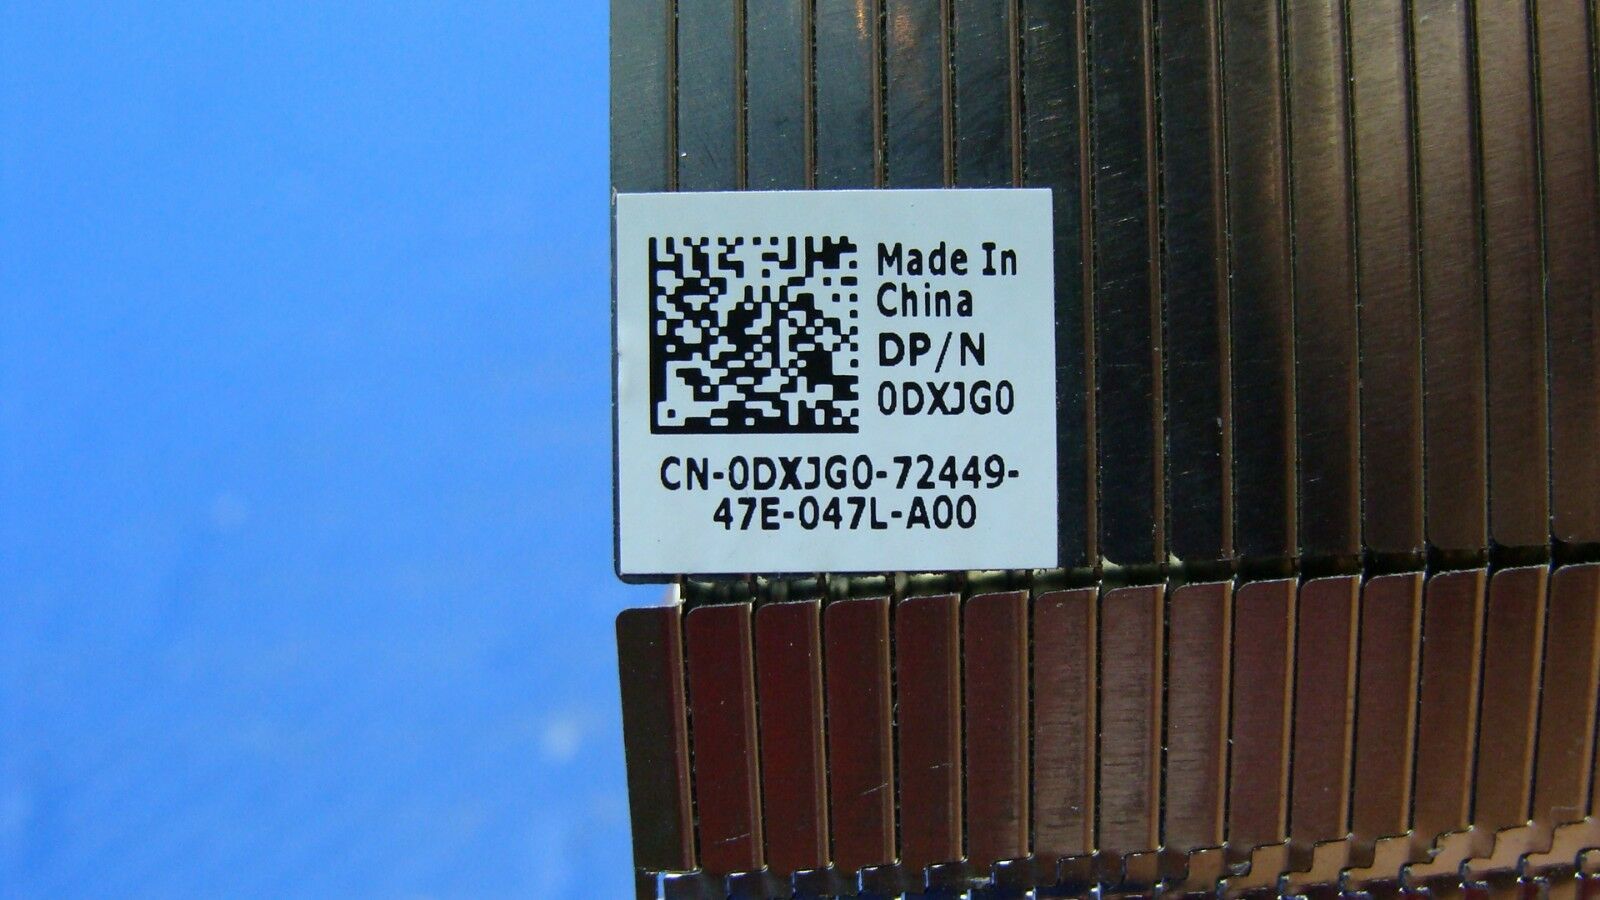 Made In
China
DP/N
0DXJG0
CN-0DXJG0-72449-
47E-047L-A00